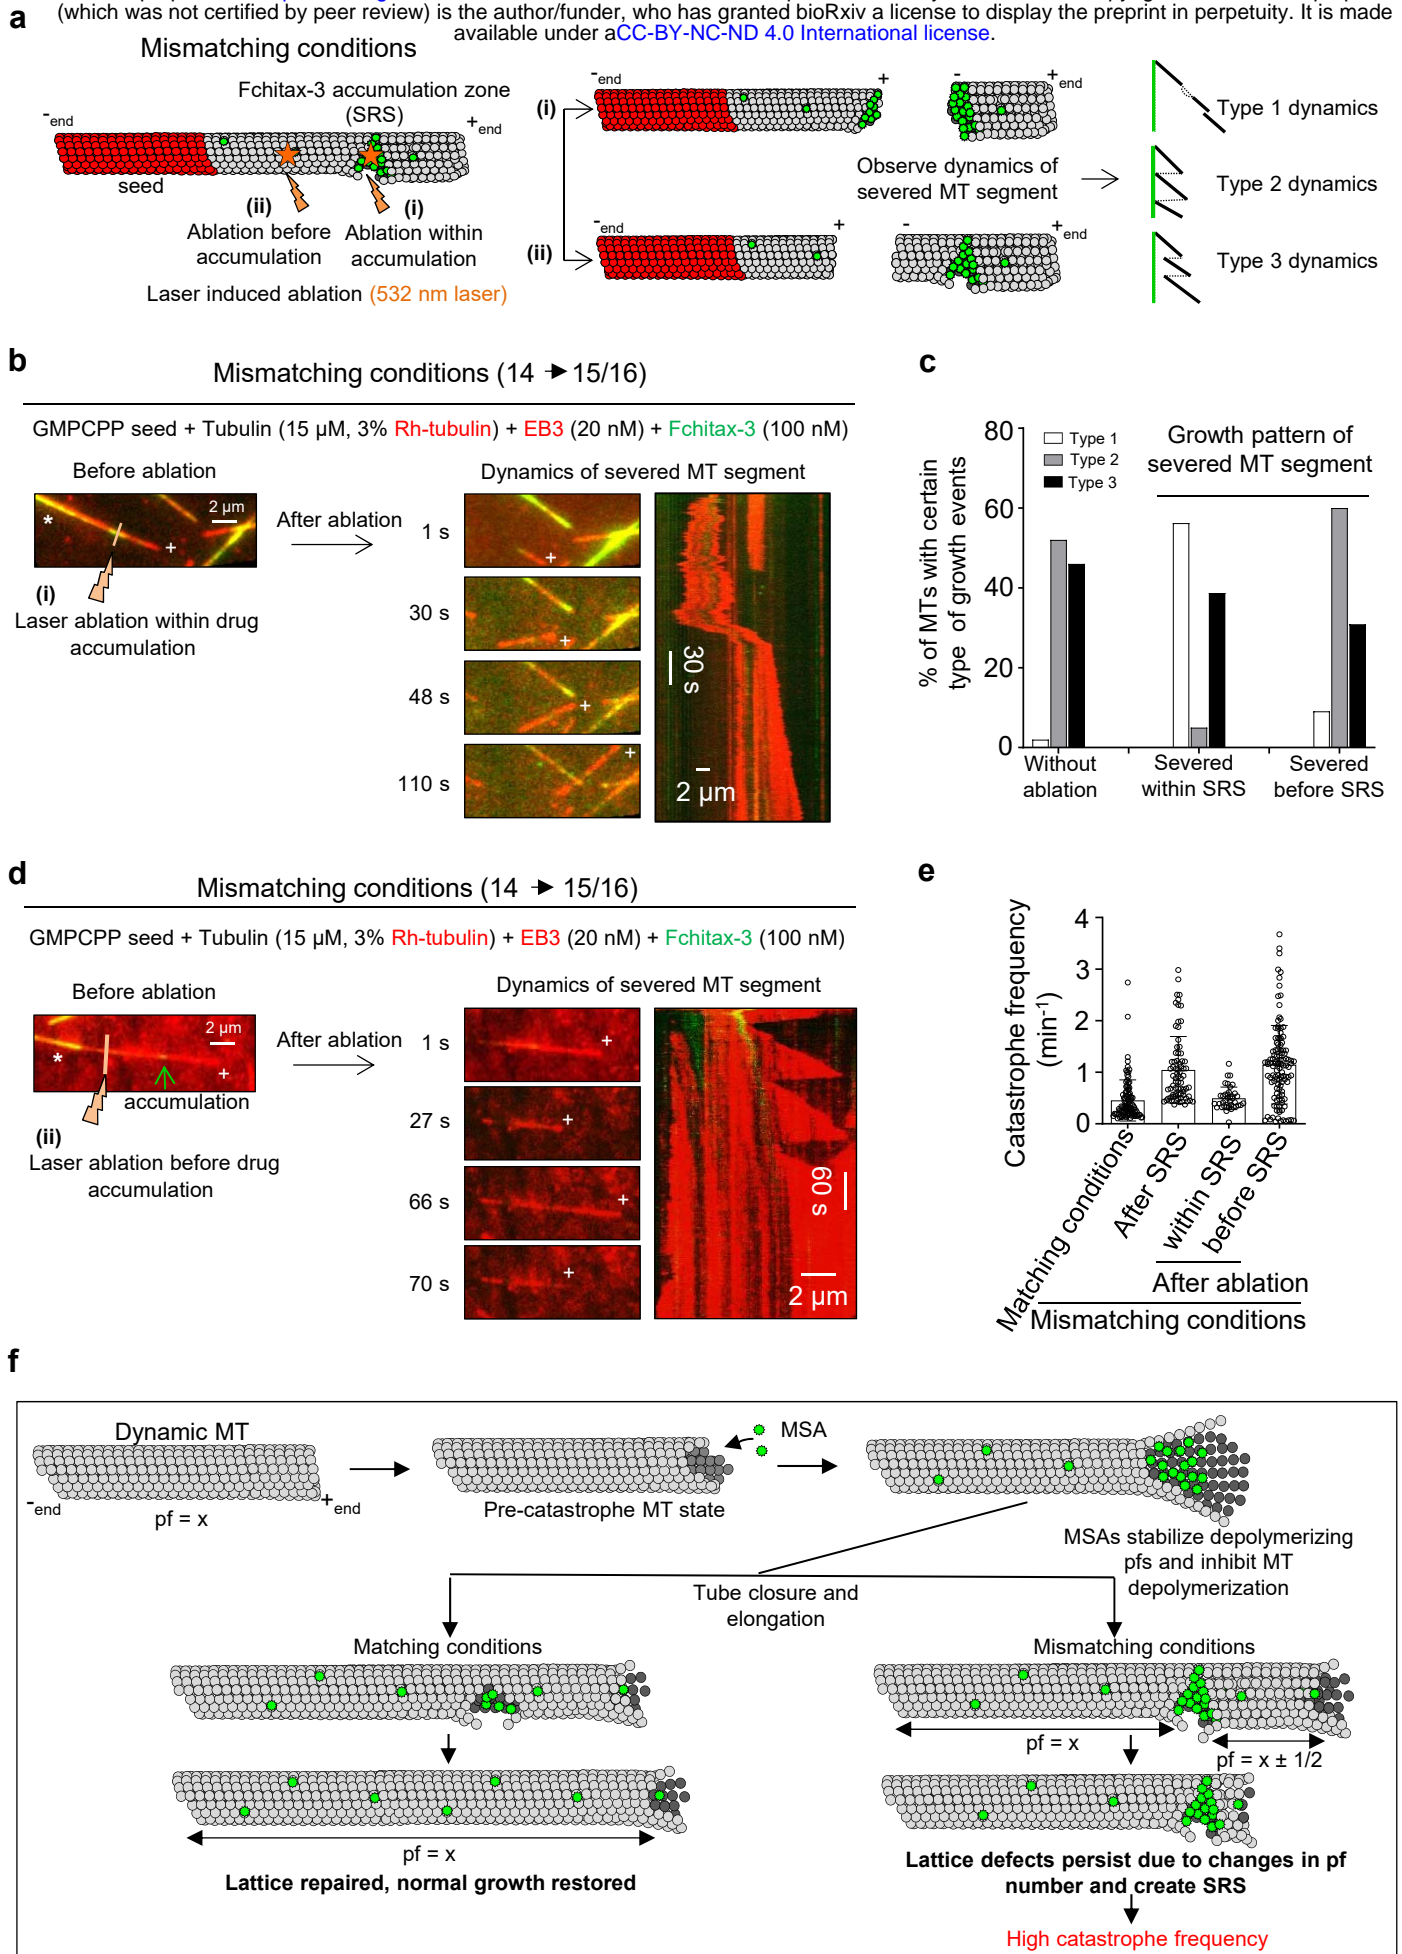 (which was not certified by peer review) is the author/funder, who has granted bioRxiv a license to display the preprint in perpetuity. It is made
available under aCC-BY-NC-ND 4.0 International license.
a
Mismatching conditions
Fchitax-3 accumulation zone
(SRS)
-end
+end
seed
(ii)
(i)
Ablation before
accumulation
Ablation within
accumulation
Laser induced ablation (532 nm laser)
(i)
-end
+
-
+end
Observe dynamics of
severed MT segment
(ii)
-end
+
-
+end
Type 1 dynamics
Type 2 dynamics
Type 3 dynamics
b
Mismatching conditions (14 → 15/16)
GMPCPP seed + Tubulin (15 µM, 3% Rh-tubulin) + EB3 (20 nM) + Fchitax-3 (100 nM)
Before ablation
2 µm
*
+
(i)
Laser ablation within drug
accumulation
After ablation
Dynamics of severed MT segment
1 s
+
30 s
+
48 s
+
110 s
+
30 s
2 µm
c
% of MTs with certain
type of growth events
80
60
40
20
0
Type 1
Type 2
Type 3
Growth pattern of
severed MT segment
Without
ablation
Severed
within SRS
Severed
before SRS
d
Mismatching conditions (14 → 15/16)
GMPCPP seed + Tubulin (15 µM, 3% Rh-tubulin) + EB3 (20 nM) + Fchitax-3 (100 nM)
Before ablation
2 µm
*
+
accumulation
(ii)
Laser ablation before drug
accumulation
After ablation
Dynamics of severed MT segment
1 s
+
27 s
+
66 s
+
70 s
+
60 s
2 µm
e
Catastrophe frequency
(min-1)
4
3
2
1
0
Matching conditions
After SRS
within SRS
before SRS
After ablation
Mismatching conditions
f
Dynamic MT
-end
+end
pf = x
Pre-catastrophe MT state
MSA
MSAs stabilize depolymerizing
pfs and inhibit MT
depolymerization
Tube closure and
elongation
Matching conditions
Mismatching conditions
pf = x
pf = x ± 1/2
pf = x
Lattice repaired, normal growth restored
Lattice defects persist due to changes in pf
number and create SRS
High catastrophe frequency